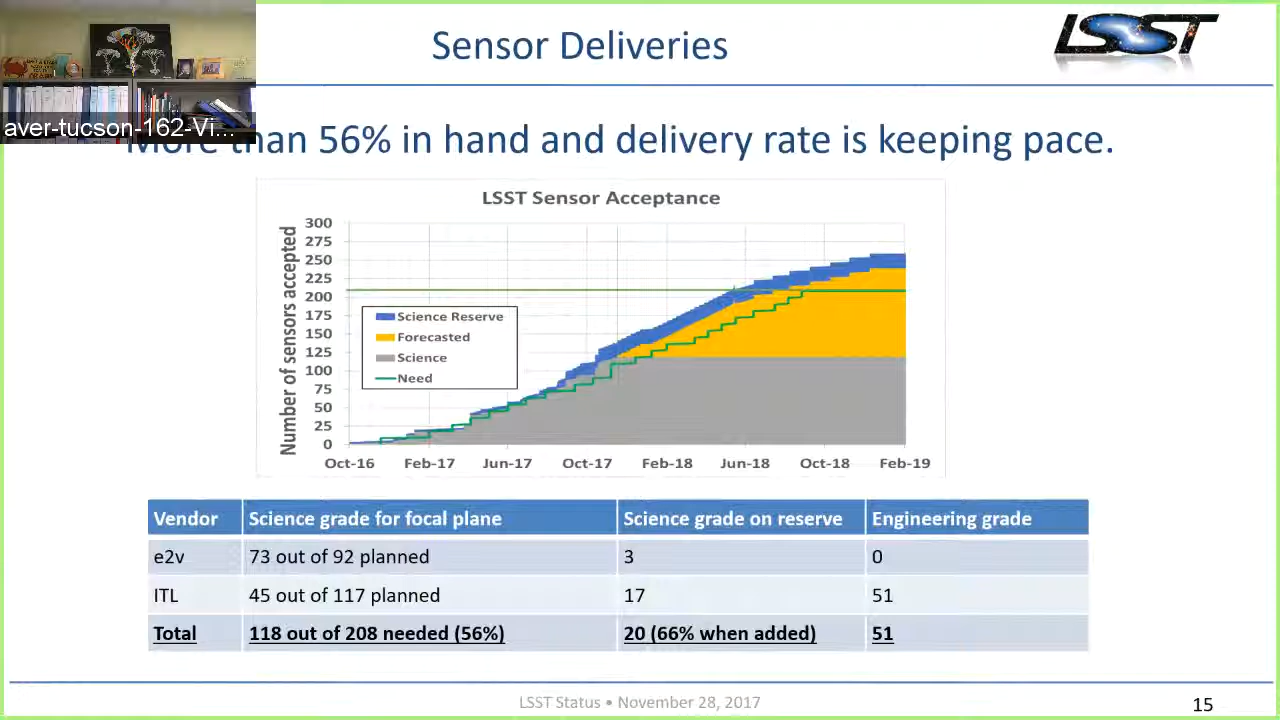 Sensor Deliveries
LSST
aver-tucson-162-Vi...
More than 56% in hand and delivery rate is keeping pace.
LSST Sensor Acceptance
Number of sensors accepted
300
275
250
225
200
175
150
125
100
75
50
25
0
Science Reserve
Forecasted
Science
Need
Oct-16 Feb-17 Jun-17 Oct-17 Feb-18 Jun-18 Oct-18 Feb-19
Vendor Science grade for focal plane Science grade on reserve Engineering grade
e2v 73 out of 92 planned 3 0
ITL 45 out of 117 planned 17 51
Total 118 out of 208 needed (56%) 20 (66% when added) 51
LSST Status • November 28, 2017
15